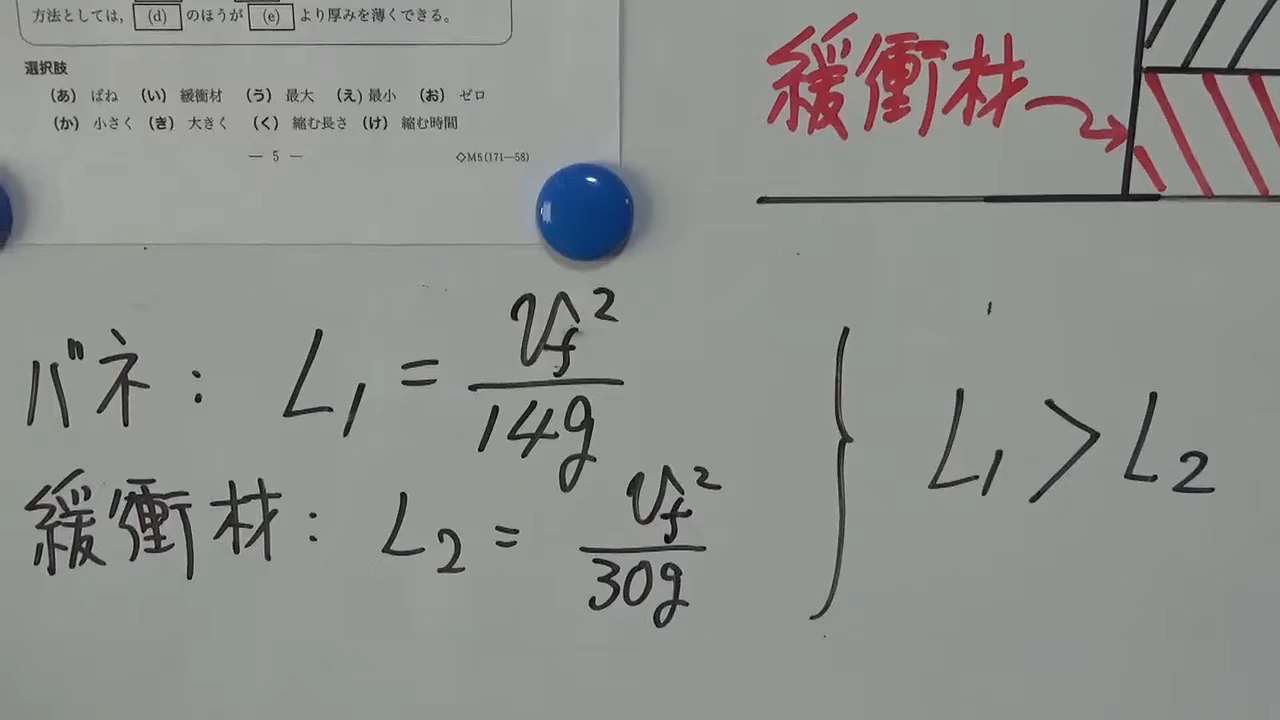 方法としては，(d)のほうが(e)より厚みを薄くできる。
選択肢
(あ) ばね (い) 緩衝材 (う) 最大 (え) 最小 (お) ゼロ
(か) 小さく (き) 大きく (く) 縮む長さ (け) 縮む時間
— 5 —
◇M5(171—58)
緩衝材
バネ: L₁ = v_f² / 14g
緩衝材: L₂ = v_f² / 30g
L₁ > L₂